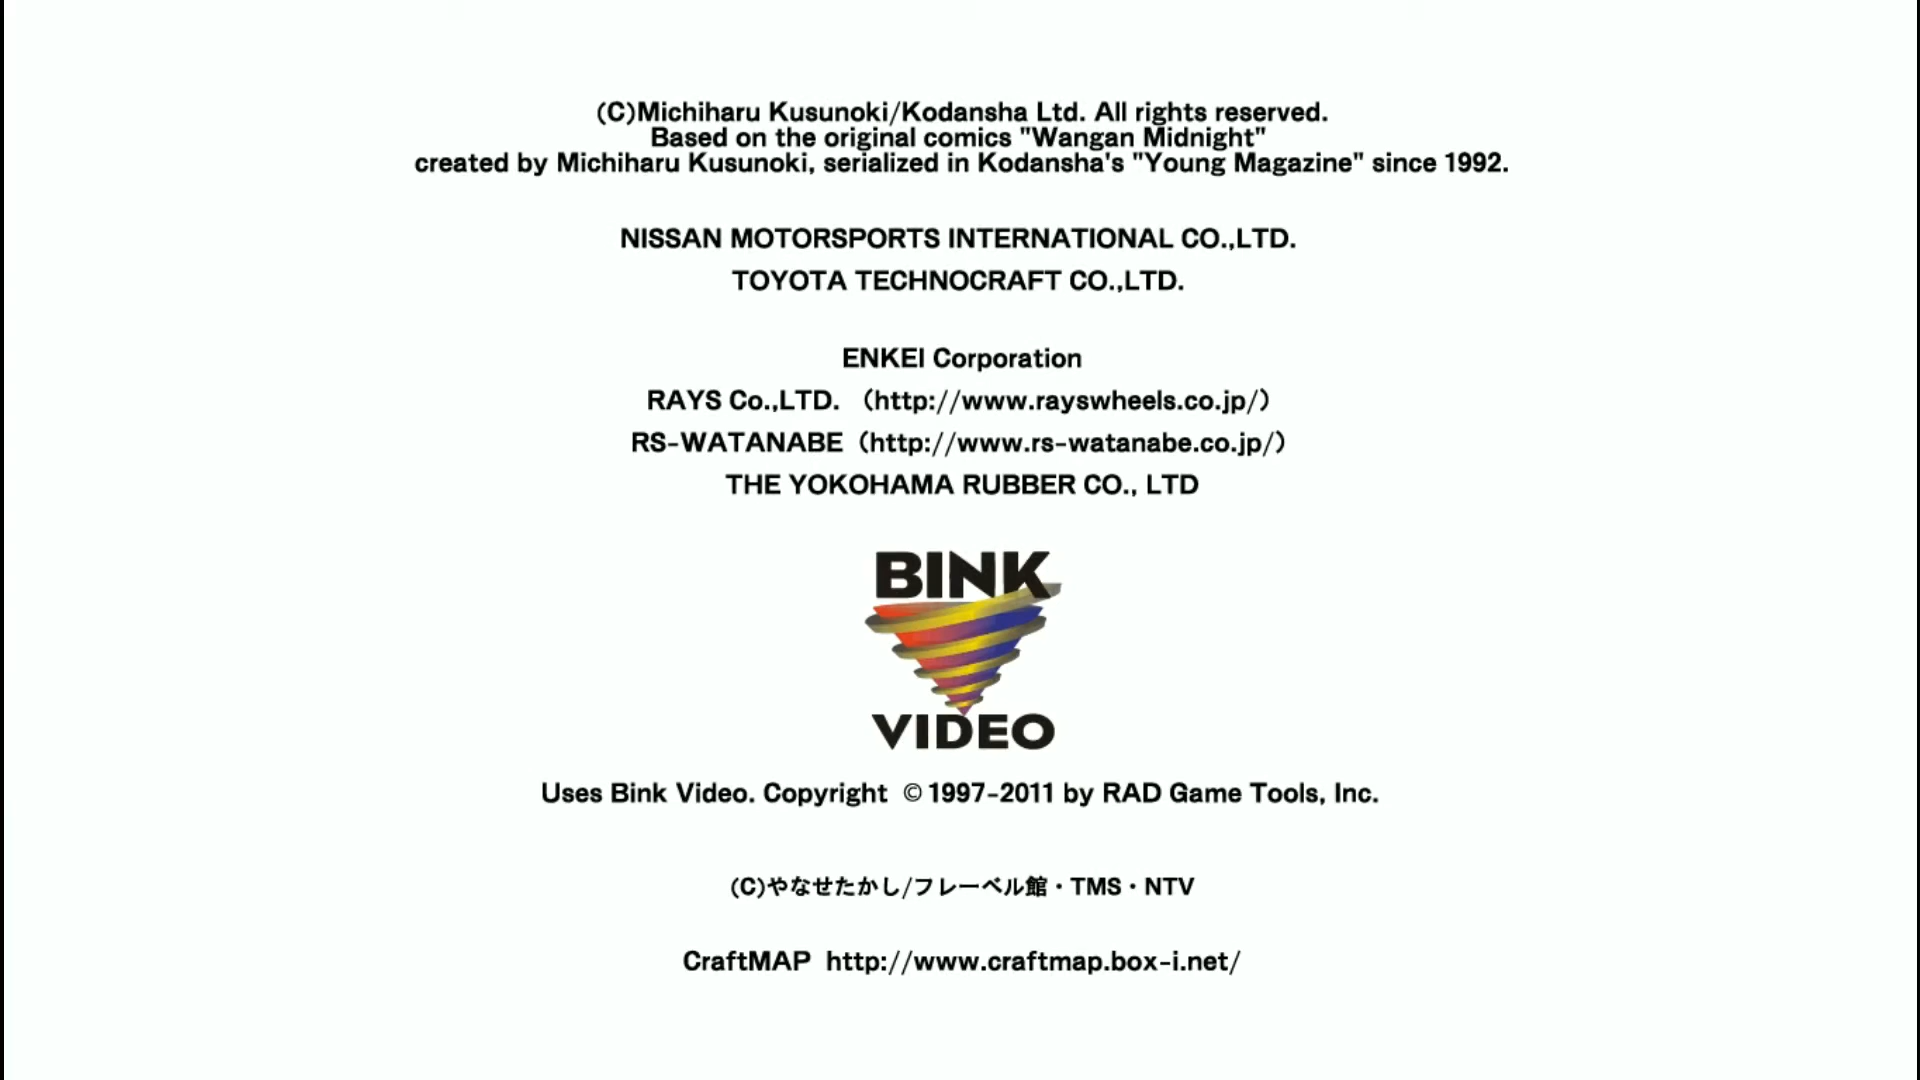 (C)Michiharu Kusunoki/Kodansha Ltd. All rights reserved.
Based on the original comics "Wangan Midnight"
created by Michiharu Kusunoki, serialized in Kodansha's "Young Magazine" since 1992.
NISSAN MOTORSPORTS INTERNATIONAL CO.,LTD.
TOYOTA TECHNOCRAFT CO.,LTD.
ENKEI Corporation
RAYS Co.,LTD. （http://www.rayswheels.co.jp/）
RS-WATANABE（http://www.rs-watanabe.co.jp/）
THE YOKOHAMA RUBBER CO., LTD
BINK
VIDEO
Uses Bink Video. Copyright ©1997-2011 by RAD Game Tools, Inc.
(C)やなせたかし/フレーベル館・TMS・NTV
CraftMAP http://www.craftmap.box-i.net/